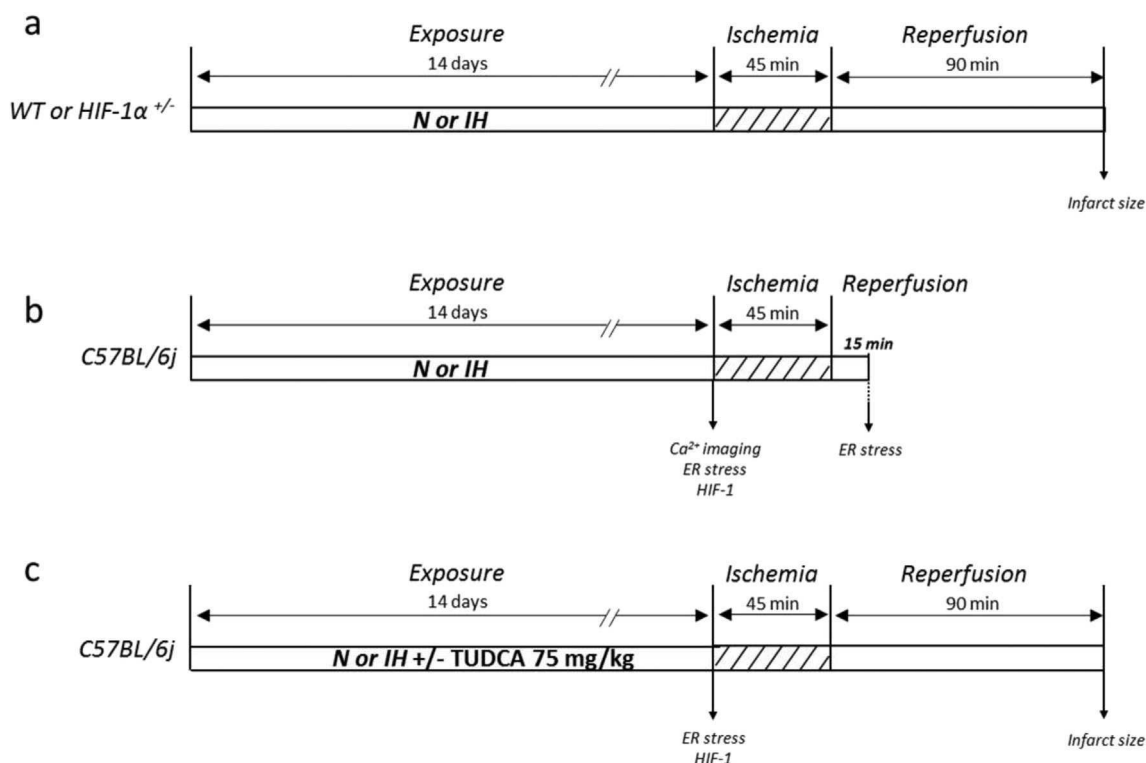 a
Exposure
Ischemia
Reperfusion
14 days
45 min
90 min
WT or HIF-1α +/-
N or IH
Infarct size
b
Exposure
Ischemia
Reperfusion
14 days
45 min
15 min
C57BL/6j
N or IH
Ca2+ imaging
ER stress
HIF-1
ER stress
c
Exposure
Ischemia
Reperfusion
14 days
45 min
90 min
C57BL/6j
N or IH +/- TUDCA 75 mg/kg
ER stress
HIF-1
Infarct size